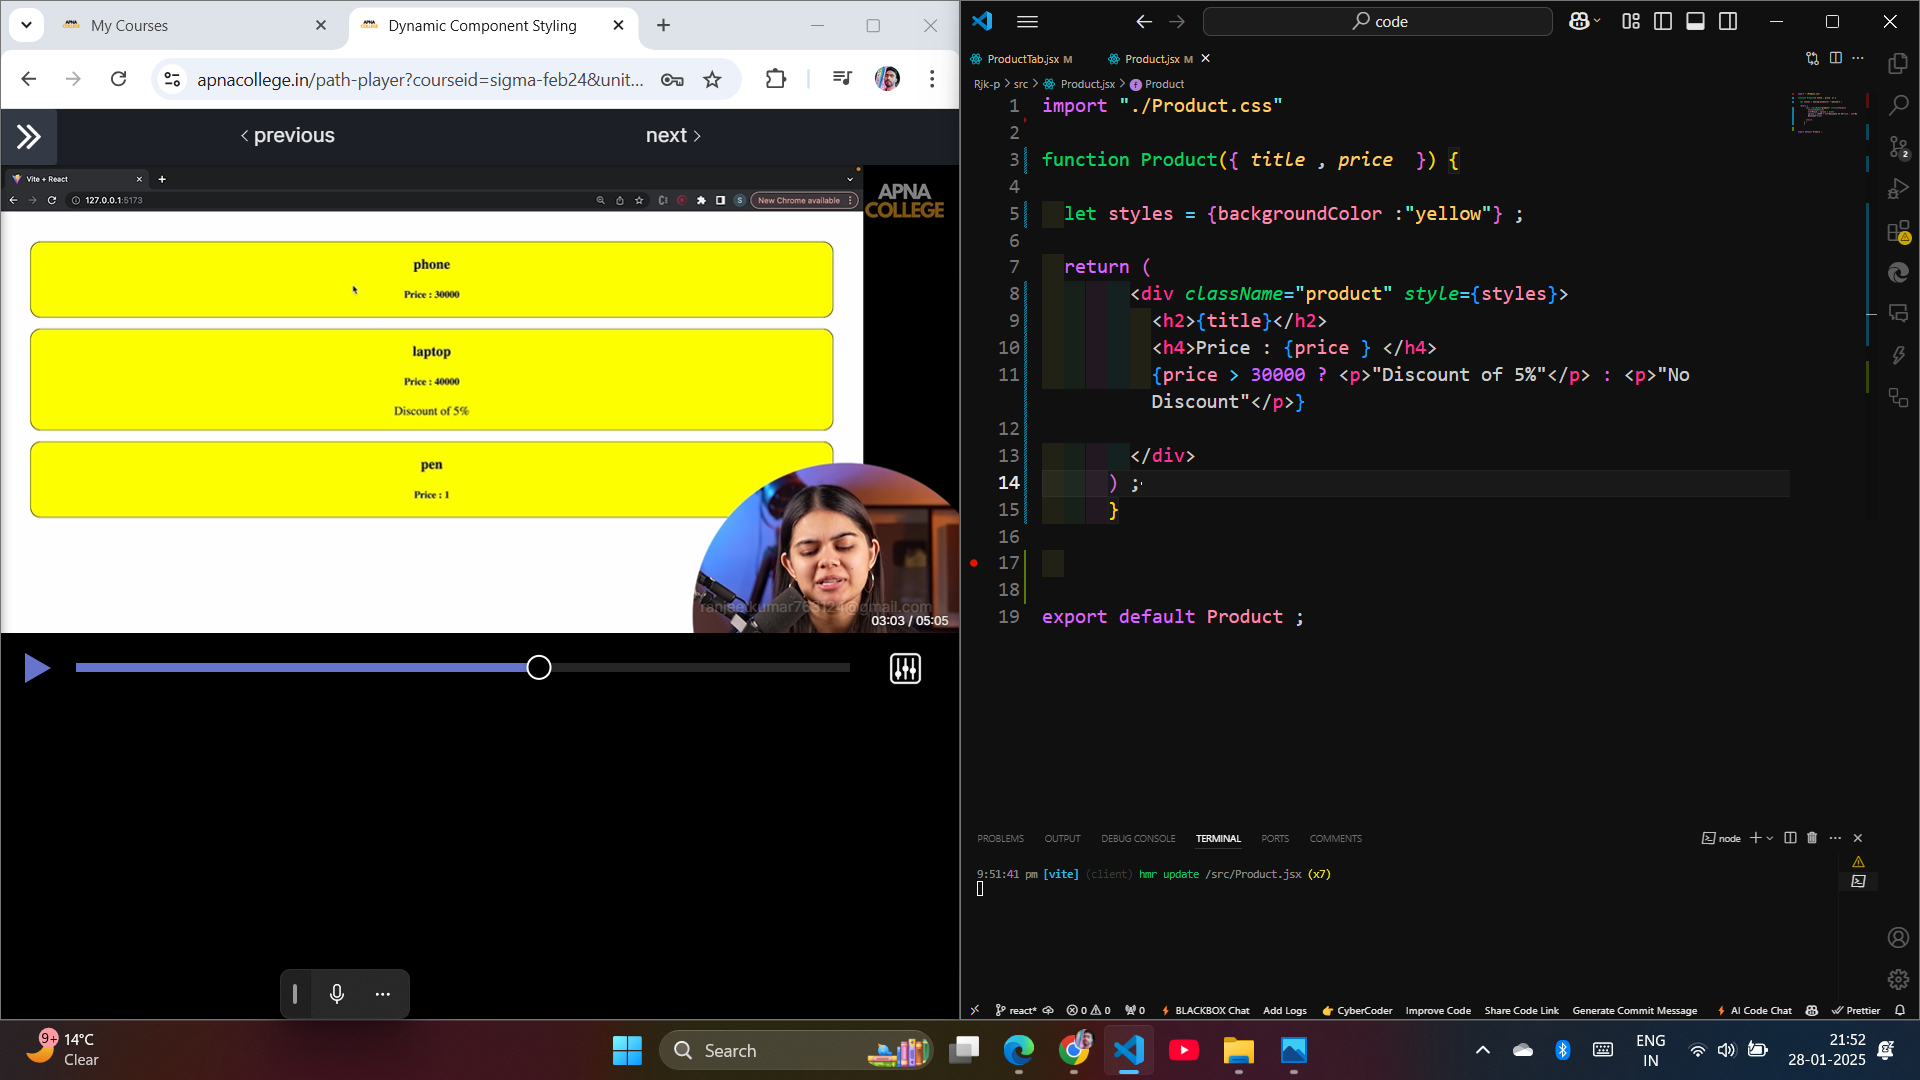 My Courses
Dynamic Component Styling
apnacollege.in/path-player?courseid=sigma-feb24&unit...
< previous
next >
Vite + React
127.0.0.1:5173
New Chrome available
APNA
COLLEGE
phone
Price : 30000
laptop
Price : 40000
Discount of 5%
pen
Price : 1
ranjeetkumar763124@gmail.com
03:03 / 05:05
code
ProductTab.jsx M
Product.jsx M
Rjk-p > src > Product.jsx > Product
1 import "./Product.css"
2
3 function Product({ title , price  }) {
4
5 let styles = {backgroundColor :"yellow"} ;
6
7 return (
8 <div className="product" style={styles}>
9 <h2>{title}</h2>
10 <h4>Price : {price } </h4>
11 {price > 30000 ? <p>"Discount of 5%"</p> : <p>"No
Discount"</p>}
12
13 </div>
14 ) ;
15 }
16
17
18
19 export default Product ;
2
PROBLEMS
OUTPUT
DEBUG CONSOLE
TERMINAL
PORTS
COMMENTS
node
9:51:41 pm [vite] (client) hmr update /src/Product.jsx (x7)
react*
0 0
0
BLACKBOX Chat
Add Logs
CyberCoder
Improve Code
Share Code Link
Generate Commit Message
AI Code Chat
Prettier
9+
14°C
Clear
Search
ENG
IN
21:52
28-01-2025